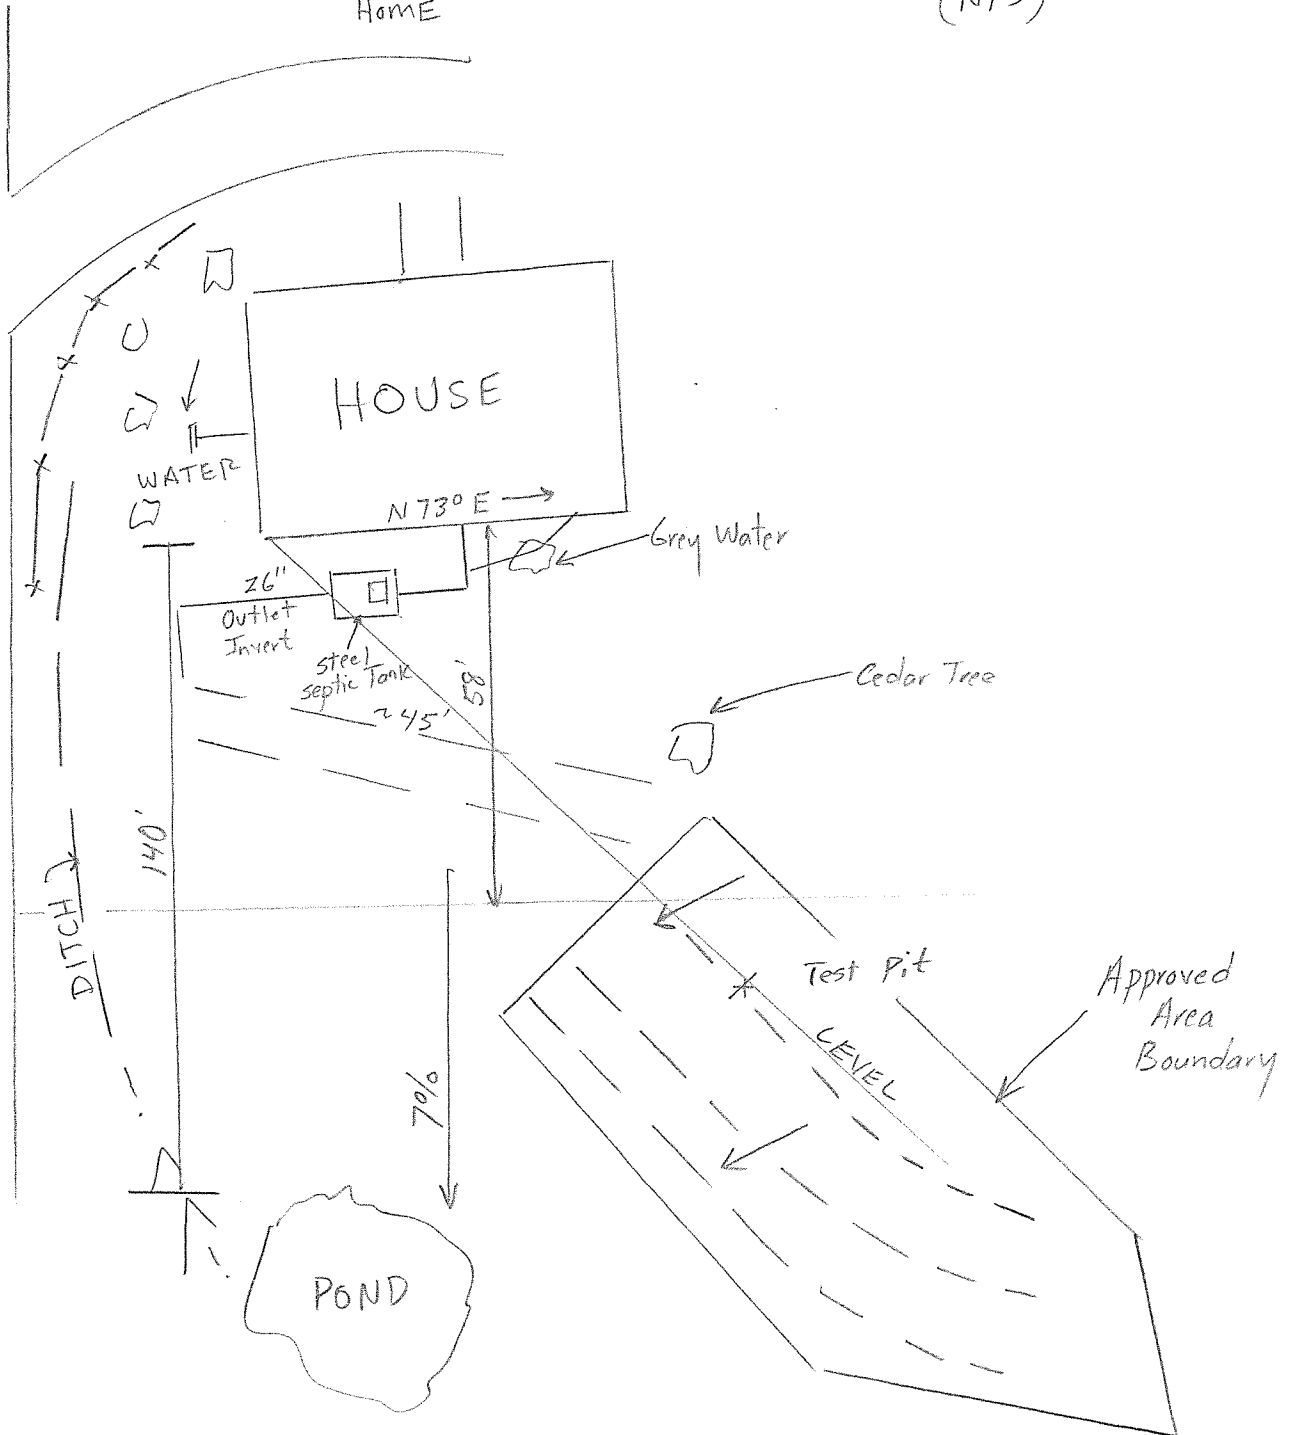 HomE
(NTS)
HOUSE
WATER
N 73° E
Grey Water
26"
Outlet
Invert
steel
septic Tank
58'
~45'
Cedar Tree
140'
DITCH
Test Pit
Approved
Area
Boundary
LEVEL
7%
POND